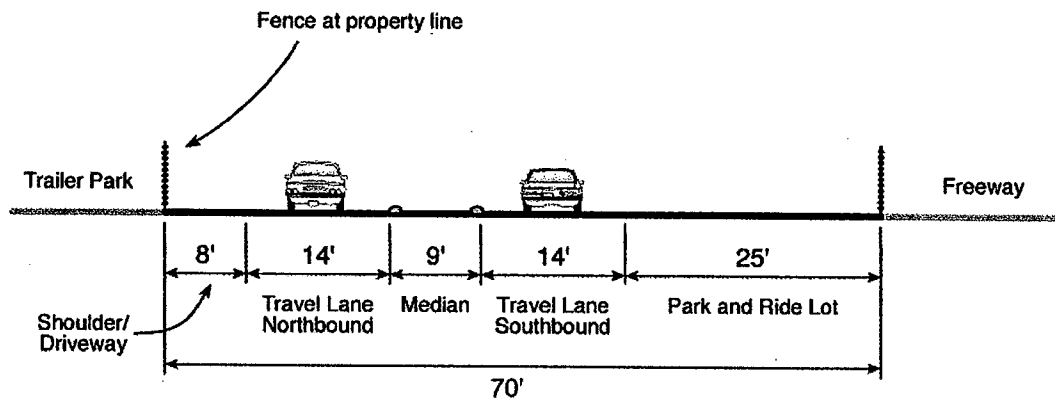 Fence at property line
Trailer Park
Freeway
8'
14'
9'
14'
25'
Travel Lane
Northbound
Median
Travel Lane
Southbound
Park and Ride Lot
Shoulder/
Driveway
70'